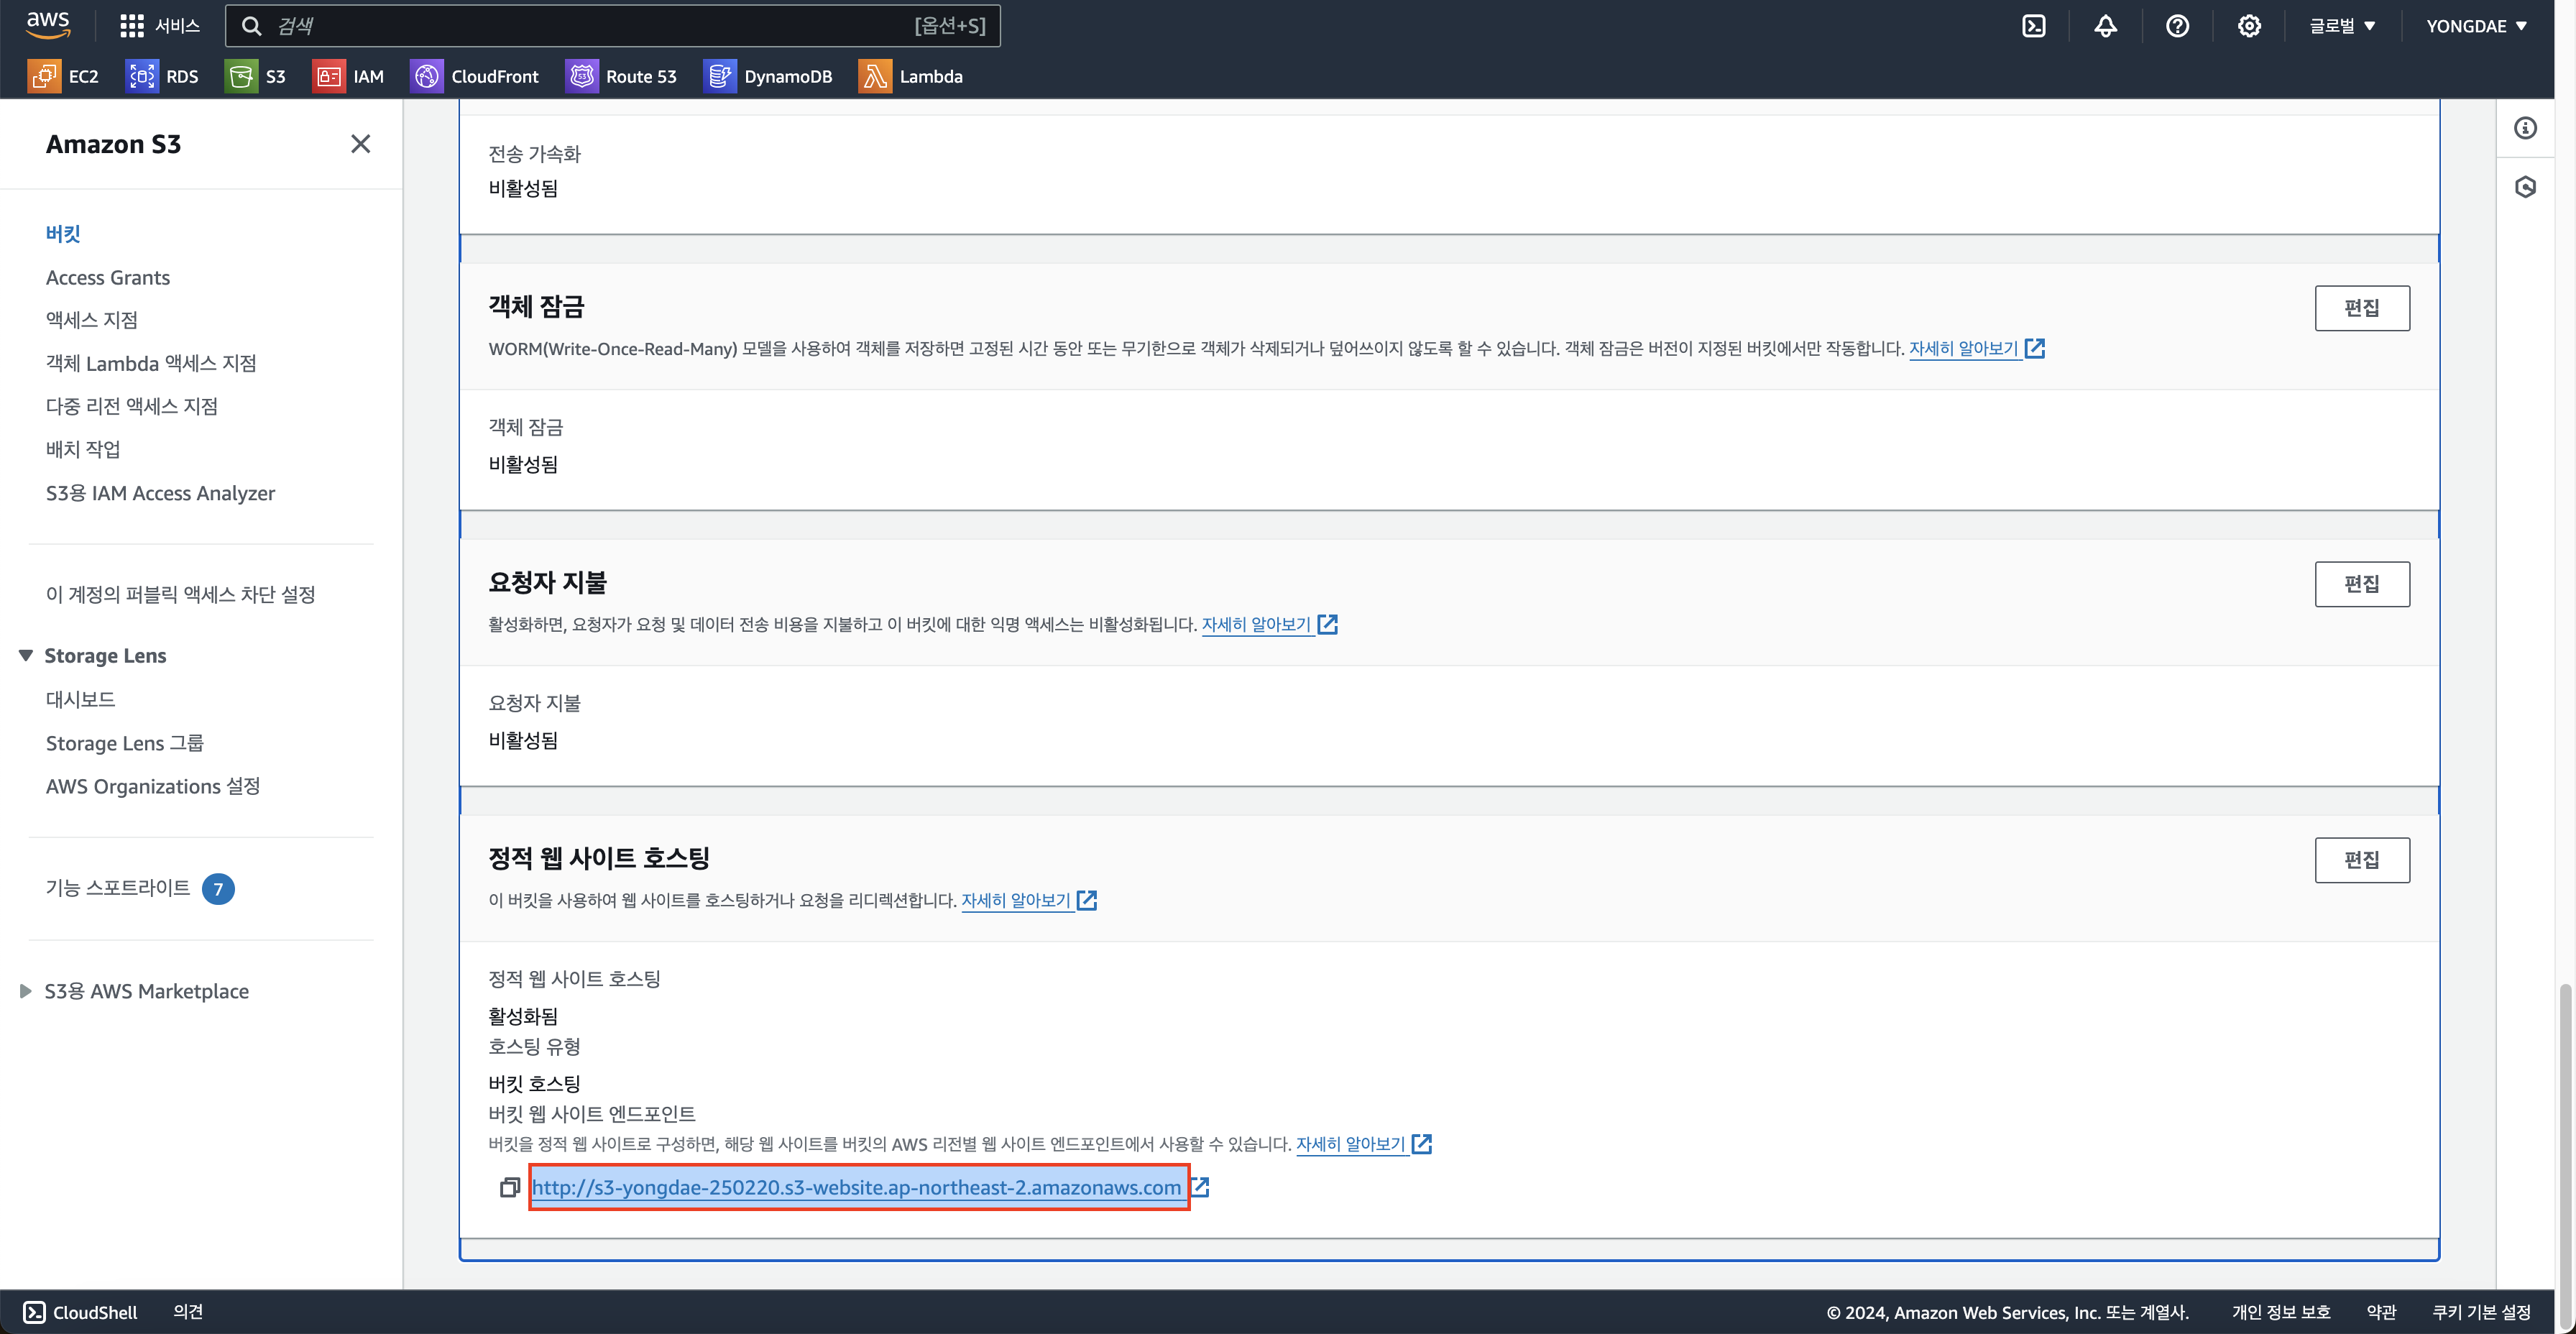 aws
서비스
검색
[옵션+S]
글로벌 ▼
YONGDAE ▼
EC2
RDS
S3
IAM
CloudFront
Route 53
DynamoDB
Lambda
Amazon S3
버킷
Access Grants
액세스 지점
객체 Lambda 액세스 지점
다중 리전 액세스 지점
배치 작업
S3용 IAM Access Analyzer
이 계정의 퍼블릭 액세스 차단 설정
▼ Storage Lens
대시보드
Storage Lens 그룹
AWS Organizations 설정
기능 스포트라이트 7
▶ S3용 AWS Marketplace
전송 가속화
비활성됨
객체 잠금
편집
WORM(Write-Once-Read-Many) 모델을 사용하여 객체를 저장하면 고정된 시간 동안 또는 무기한으로 객체가 삭제되거나 덮어쓰이지 않도록 할 수 있습니다. 객체 잠금은 버전이 지정된 버킷에서만 작동합니다. 자세히 알아보기
객체 잠금
비활성됨
요청자 지불
편집
활성화하면, 요청자가 요청 및 데이터 전송 비용을 지불하고 이 버킷에 대한 익명 액세스는 비활성화됩니다. 자세히 알아보기
요청자 지불
비활성됨
정적 웹 사이트 호스팅
편집
이 버킷을 사용하여 웹 사이트를 호스팅하거나 요청을 리디렉션합니다. 자세히 알아보기
정적 웹 사이트 호스팅
활성화됨
호스팅 유형
버킷 호스팅
버킷 웹 사이트 엔드포인트
버킷을 정적 웹 사이트로 구성하면, 해당 웹 사이트를 버킷의 AWS 리전별 웹 사이트 엔드포인트에서 사용할 수 있습니다. 자세히 알아보기
http://s3-yongdae-250220.s3-website.ap-northeast-2.amazonaws.com
CloudShell
의견
© 2024, Amazon Web Services, Inc. 또는 계열사.
개인 정보 보호
약관
쿠키 기본 설정